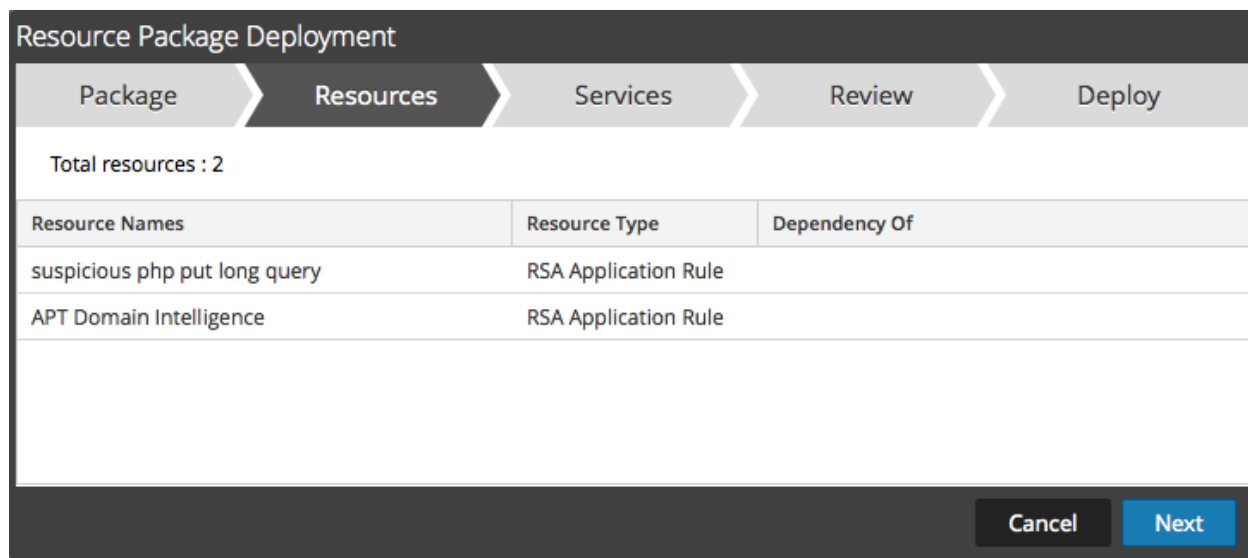 Resource Package Deployment
Package Resources Services Review Deploy
Total resources : 2
Resource Names Resource Type Dependency Of
suspicious php put long query RSA Application Rule
APT Domain Intelligence RSA Application Rule
Cancel Next